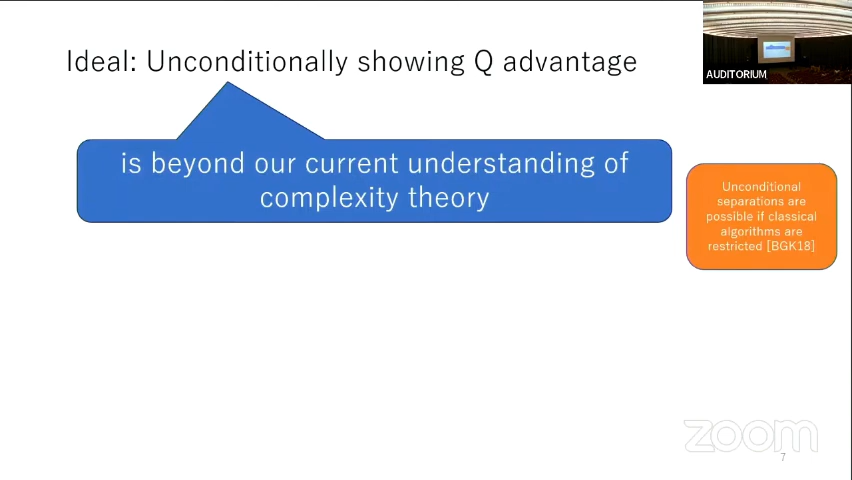 AUDITORIUM
Ideal: Unconditionally showing Q advantage
is beyond our current understanding of
complexity theory
Unconditional
separations are
possible if classical
algorithms are
restricted [BGK18]
zoom
7